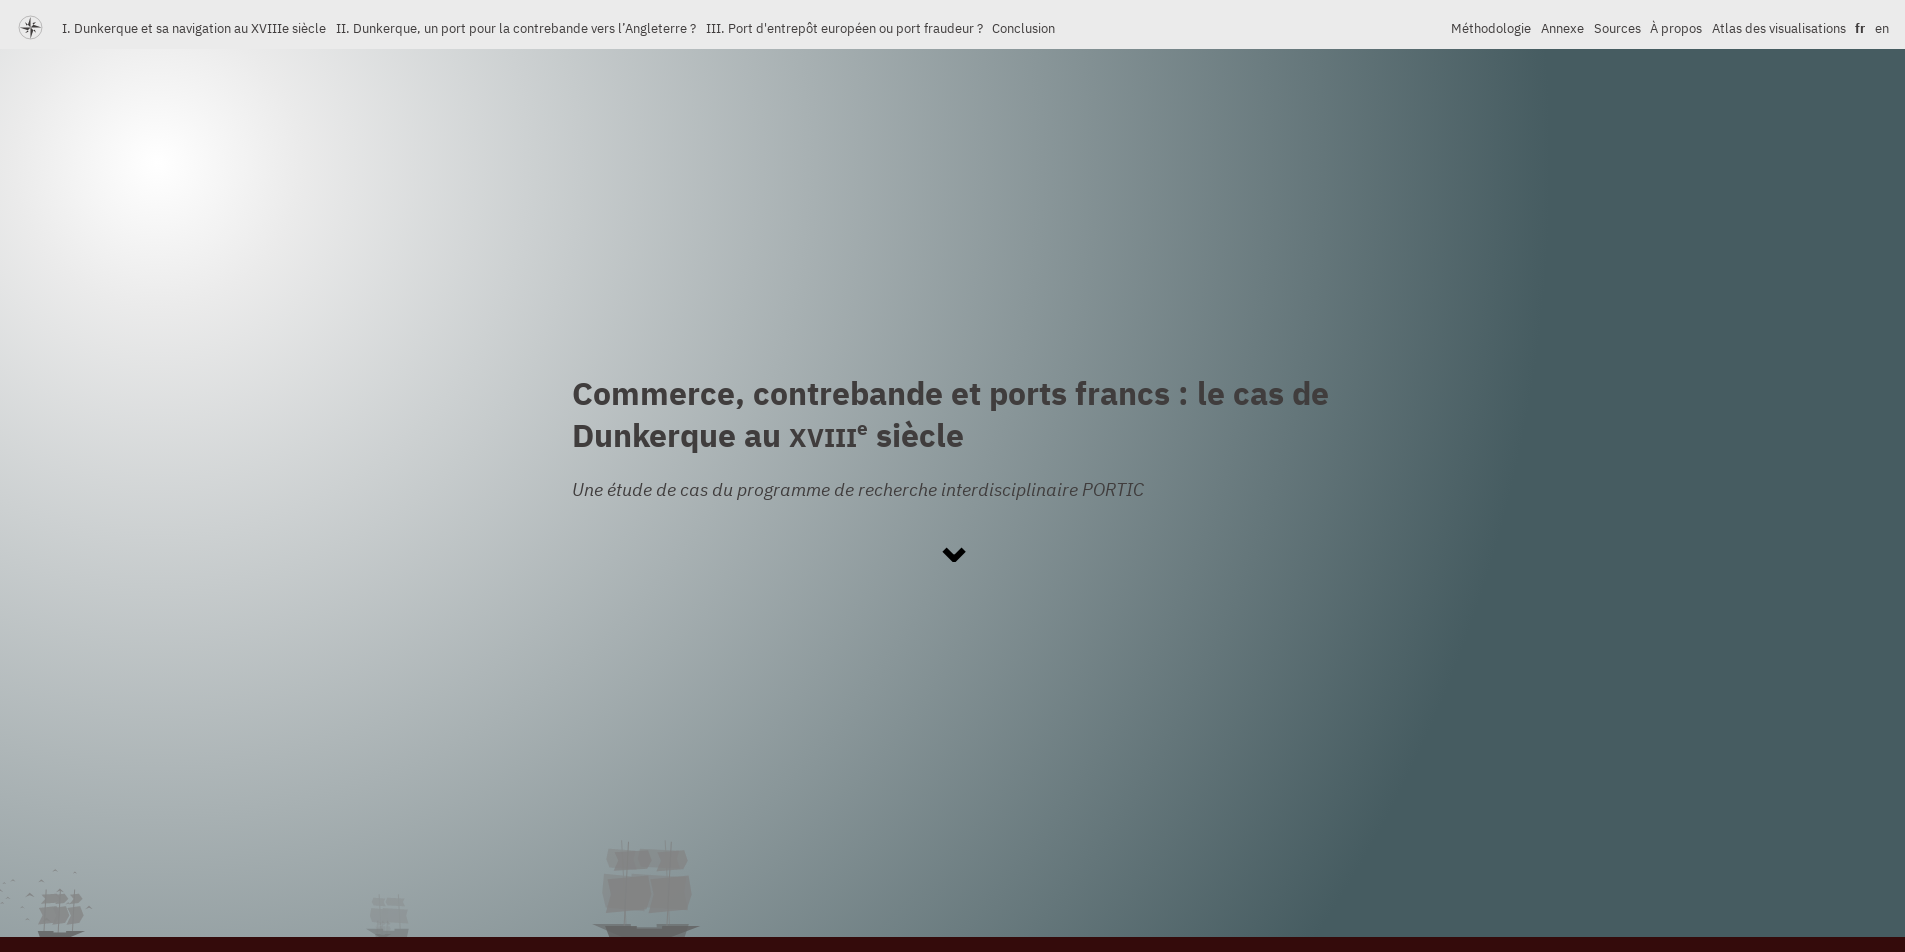 I. Dunkerque et sa navigation au XVIIIe siècle II. Dunkerque, un port pour la contrebande vers l’Angleterre ? III. Port d'entrepôt européen ou port fraudeur ? Conclusion Méthodologie Annexe Sources À propos Atlas des visualisations fr en
Commerce, contrebande et ports francs : le cas de
Dunkerque au XVIIIe siècle
Une étude de cas du programme de recherche interdisciplinaire PORTIC